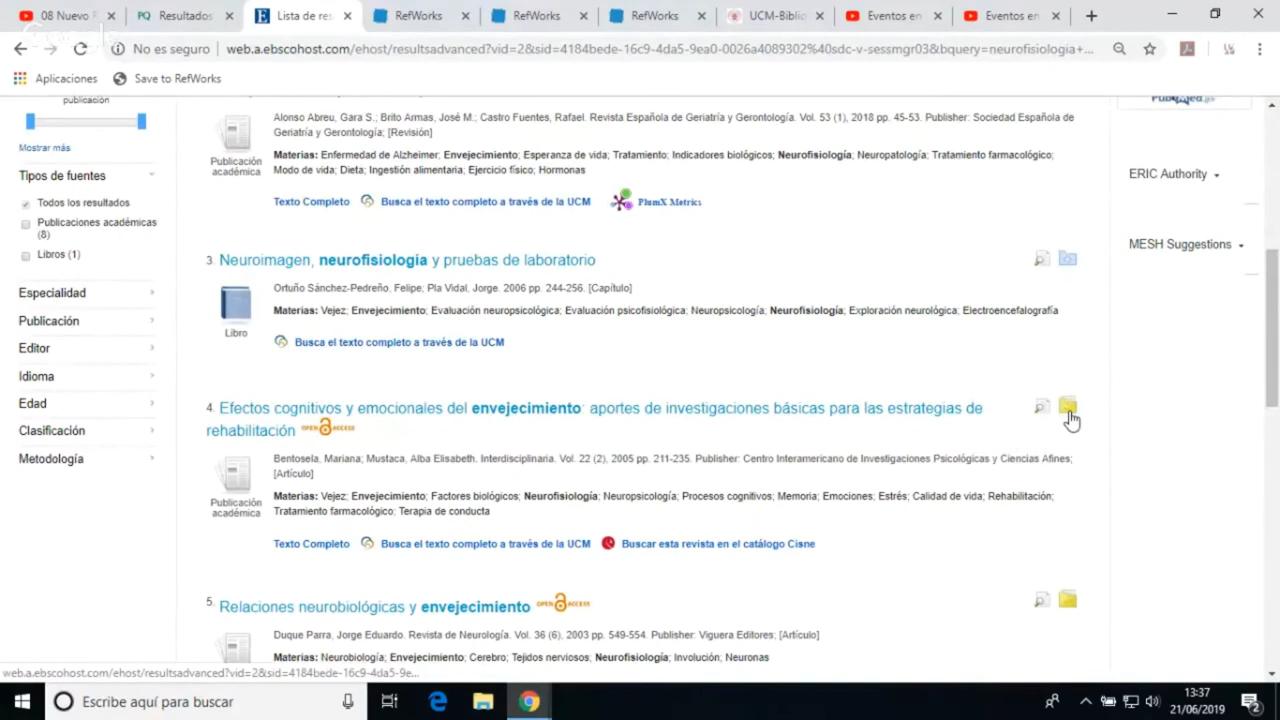 08 Nuevo R
Resultados
Lista de res
RefWorks
RefWorks
RefWorks
UCM-Biblio
Eventos en
Eventos en
No es seguro
web.a.ebscohost.com/ehost/resultsadvanced?vid=2&sid=4184bede-16c9-4da5-9ea0-0026a4089302%40sdc-v-sessmgr03&bquery=neurofisiologia+...
Aplicaciones
Save to RefWorks
publicación
Mostrar más
Tipos de fuentes
Todos los resultados
Publicaciones académicas
(8)
Libros (1)
Especialidad
Publicación
Editor
Idioma
Edad
Clasificación
Metodología
Alonso Abreu, Gara S.; Brito Armas, José M.; Castro Fuentes, Rafael. Revista Española de Geriatría y Gerontología. Vol. 53 (1), 2018 pp. 45-53. Publisher: Sociedad Española de
Geriatría y Gerontología; [Revisión]
Publicación
académica
Materias: Enfermedad de Alzheimer; Envejecimiento; Esperanza de vida; Tratamiento; Indicadores biológicos; Neurofisiología; Neuropatología; Tratamiento farmacológico;
Modo de vida; Dieta; Ingestión alimentaria; Ejercicio físico; Hormonas
Texto Completo Busca el texto completo a través de la UCM PlumX Metrics
3. Neuroimagen, neurofisiologia y pruebas de laboratorio
Ortuño Sánchez-Pedreño, Felipe; Pla Vidal, Jorge. 2006 pp. 244-256. [Capítulo]
Libro
Materias: Vejez; Envejecimiento; Evaluación neuropsicológica; Evaluación psicofisiológica; Neuropsicología; Neurofisiología; Exploración neurológica; Electroencefalografía
Busca el texto completo a través de la UCM
4. Efectos cognitivos y emocionales del envejecimiento: aportes de investigaciones básicas para las estrategias de
rehabilitación OPEN ACCESS
Bentosela, Mariana; Mustaca, Alba Elisabeth. Interdisciplinaria. Vol. 22 (2), 2005 pp. 211-235. Publisher: Centro Interamericano de Investigaciones Psicológicas y Ciencias Afines;
[Artículo]
Publicación
académica
Materias: Vejez; Envejecimiento; Factores biológicos; Neurofisiología; Neuropsicología; Procesos cognitivos; Memoria; Emociones; Estrés; Calidad de vida; Rehabilitación;
Tratamiento farmacológico; Terapia de conducta
Texto Completo Busca el texto completo a través de la UCM Buscar esta revista en el catálogo Cisne
5. Relaciones neurobiológicas y envejecimiento OPEN ACCESS
Duque Parra, Jorge Eduardo. Revista de Neurología. Vol. 36 (6), 2003 pp. 549-554. Publisher: Viguera Editores; [Artículo]
Materias: Neurobiología; Envejecimiento; Cerebro; Tejidos nerviosos; Neurofisiología; Involución; Neuronas
ERIC Authority
MESH Suggestions
web.a.ebscohost.com/ehost/resultsadvanced?vid=2&sid=4184bede-16c9-4da5-9e...
Escribe aquí para buscar
13:37
21/06/2019
2